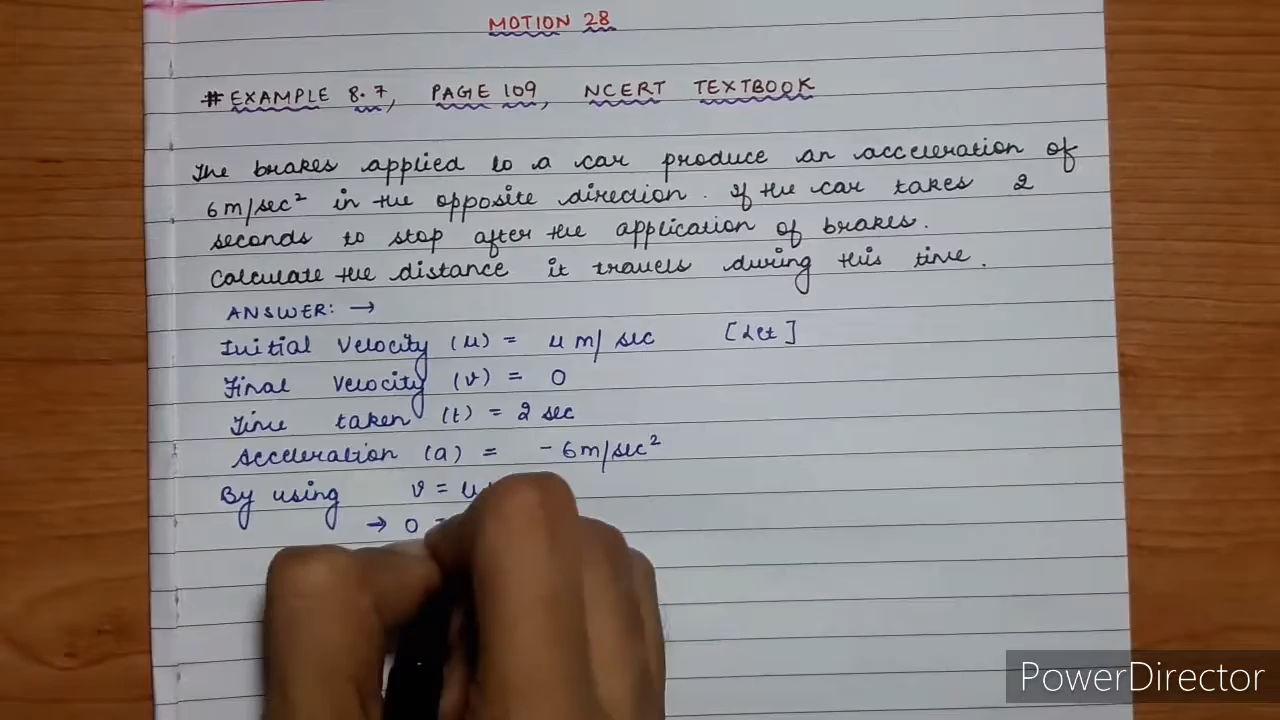 MOTION 28
# EXAMPLE 8.7, PAGE 109, NCERT TEXTBOOK
The brakes applied to a car produce an acceleration of
6m/sec² in the opposite direction. If the car takes 2
seconds to stop after the application of brakes.
Calculate the distance it travels during this time.
ANSWER: →
Initial Velocity (u) = u m/sec [Let]
Final Velocity (v) = 0
Time taken (t) = 2 sec
Acceleration (a) = -6m/sec²
By using v = u
→ 0
PowerDirector